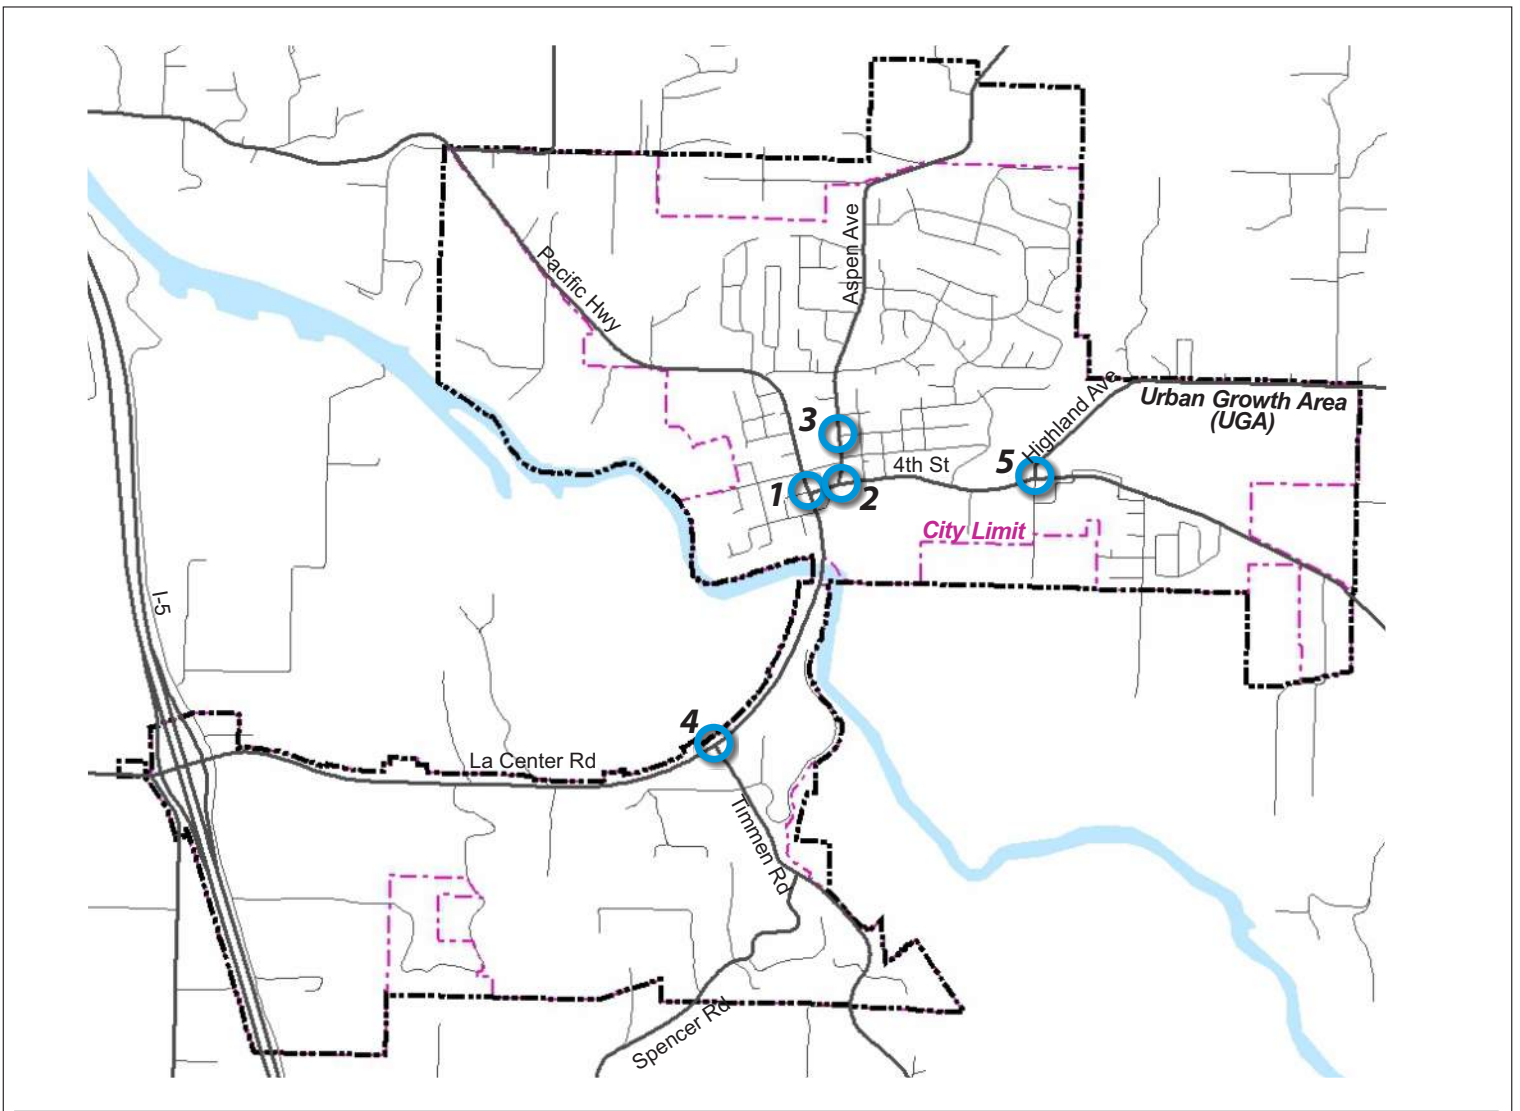 Aspen Ave
Pacific Hwy
Highland Ave
Urban Growth Area
(UGA)
3
4th St
5
1
2
City Limit
I-5
4
La Center Rd
Timmen Rd
Spencer Rd